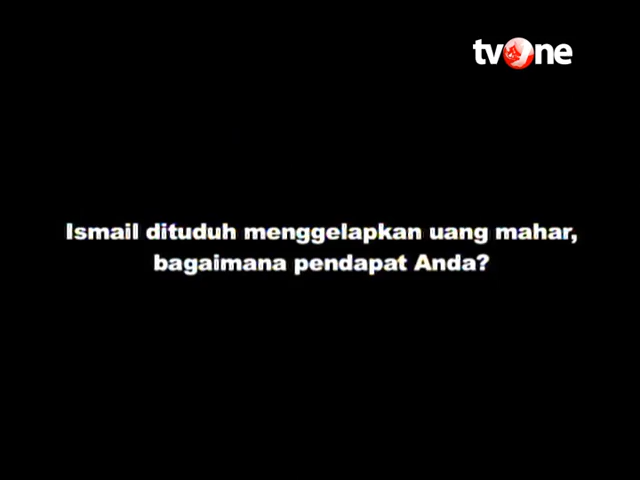 tvOne
Ismail dituduh menggelapkan uang mahar,
bagaimana pendapat Anda?